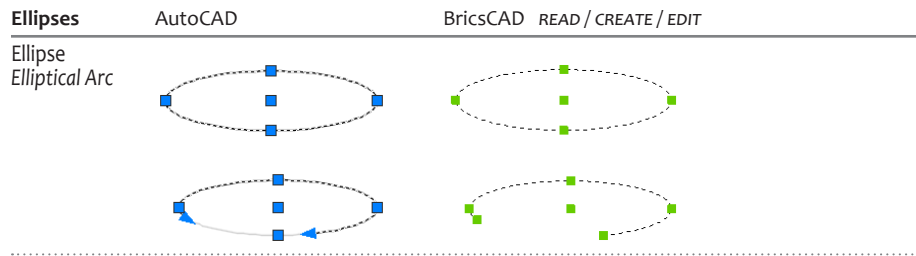 Ellipses AutoCAD BricsCAD READ / CREATE / EDIT
Ellipse
Elliptical Arc